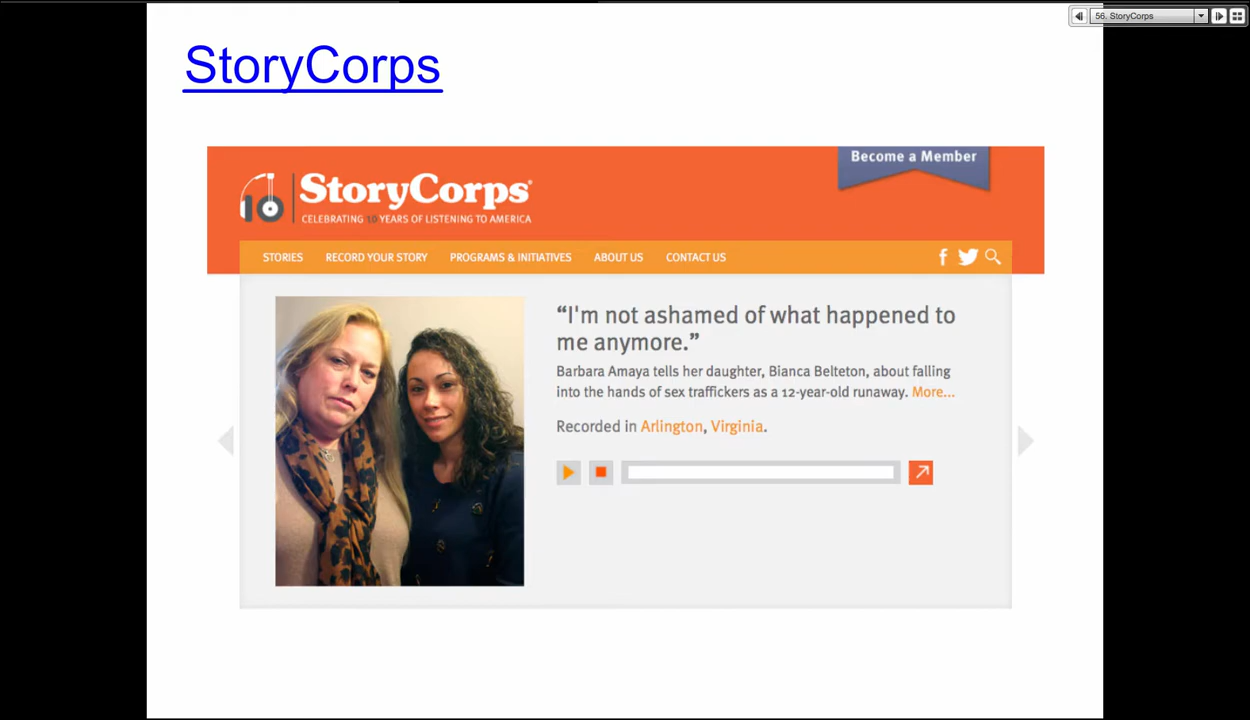 56. StoryCorps
StoryCorps
Become a Member
10
StoryCorps®
CELEBRATING 10 YEARS OF LISTENING TO AMERICA
STORIES RECORD YOUR STORY PROGRAMS & INITIATIVES ABOUT US CONTACT US
“I'm not ashamed of what happened to
me anymore.”
Barbara Amaya tells her daughter, Bianca Belteton, about falling
into the hands of sex traffickers as a 12-year-old runaway. More...
Recorded in Arlington, Virginia.